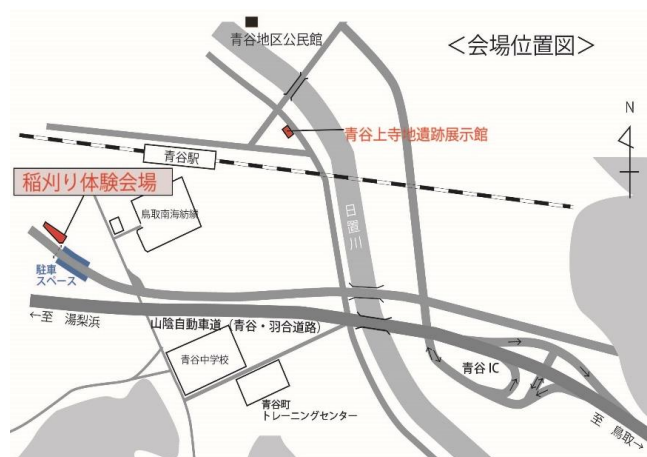 青谷地区公民館
＜会場位置図＞
N
青谷上寺地遺跡展示館
青谷駅
稲刈り体験会場
鳥取南海紡績
日置川
駐車
スペース
←至 湯梨浜
山陰自動車道（青谷・羽合道路）
青谷中学校
青谷IC
青谷町
トレーニングセンター
至 鳥取→